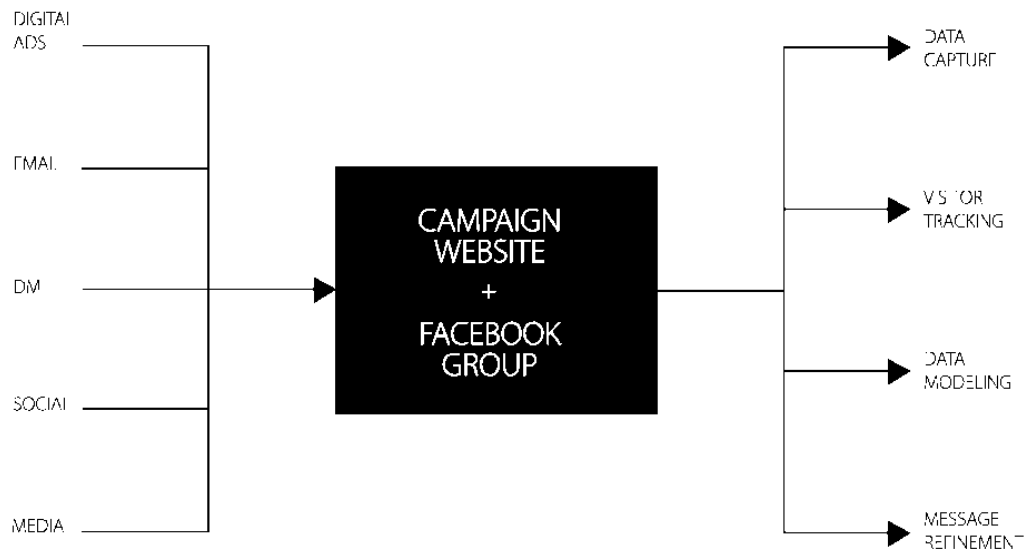 DIGITAL
ADS
EMAIL
DM
SOCIAL
MEDIA
CAMPAIGN
WEBSITE
+
FACEBOOK
GROUP
DATA
CAPTURE
VISITOR
TRACKING
DATA
MODELING
MESSAGE
REFINEMENT